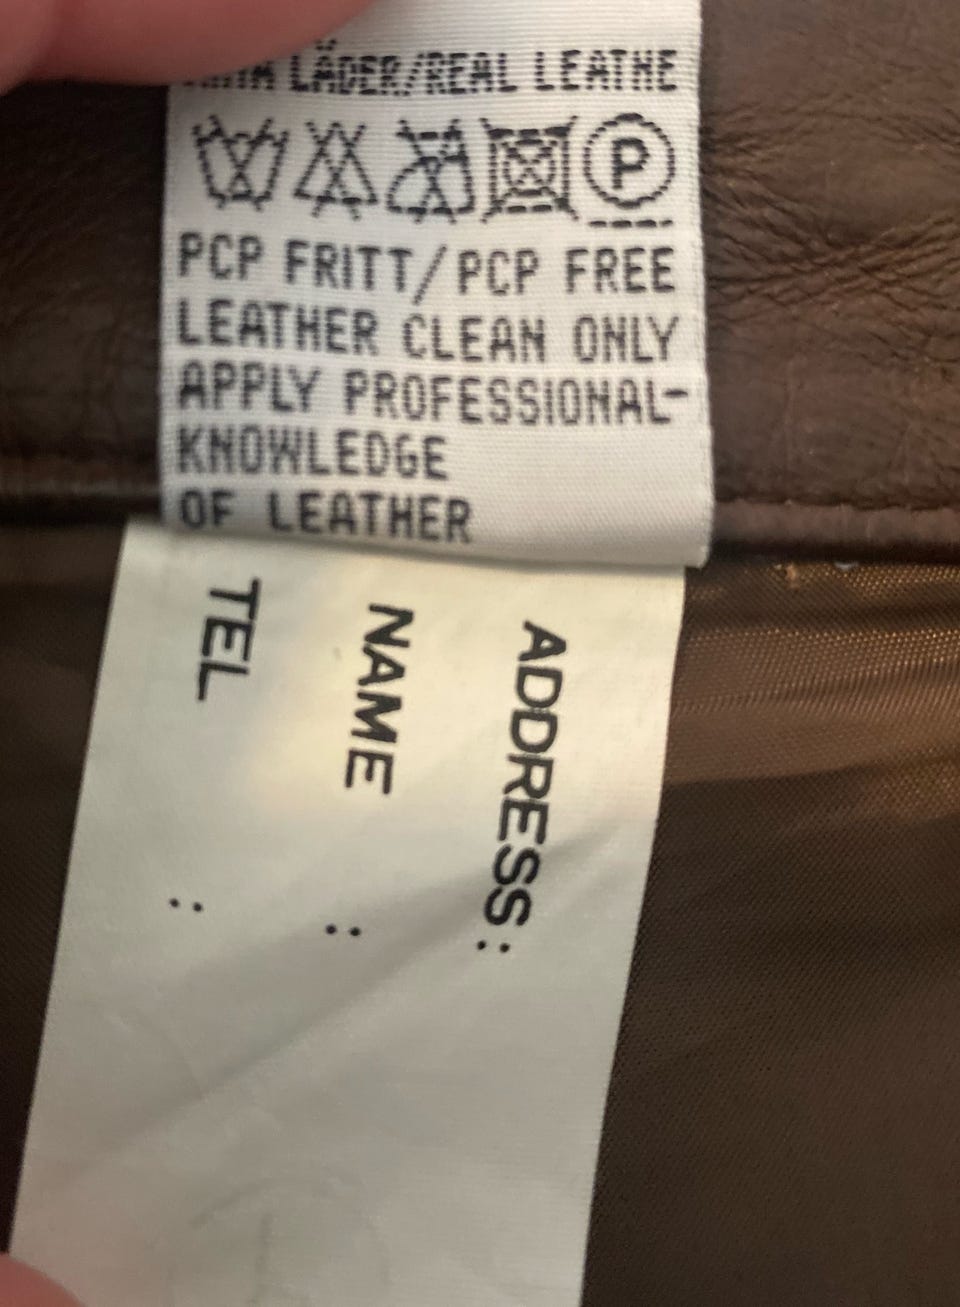 LÄDER/REAL LEATHE
P
PCP FRITT/PCP FREE
LEATHER CLEAN ONLY
APPLY PROFESSIONAL-
KNOWLEDGE
OF LEATHER
ADDRESS:
NAME :
TEL :